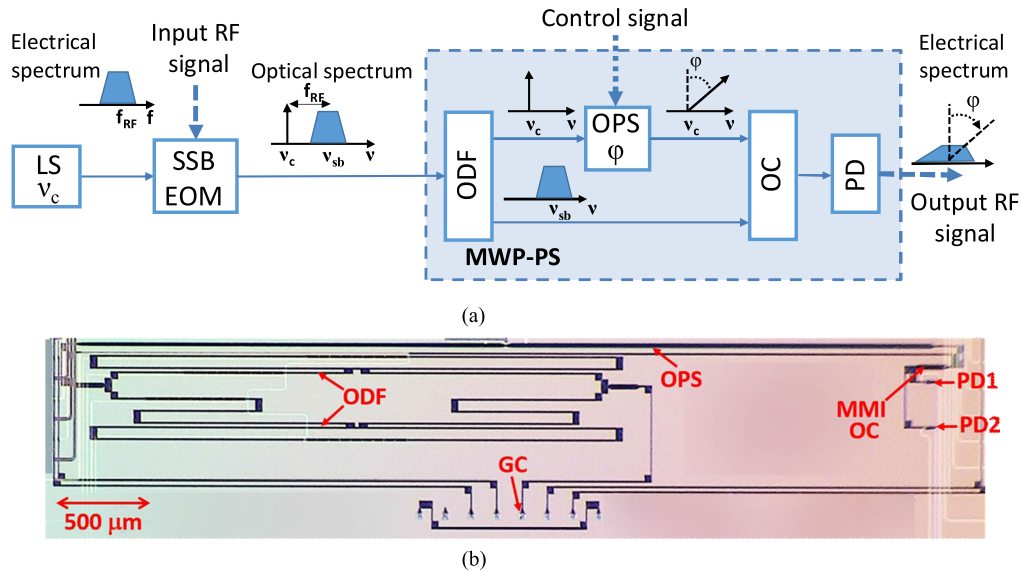 Control signal
Electrical spectrum
Input RF signal
Optical spectrum
Electrical spectrum
f_RF f
f_RF
ν_c ν_sb ν
ν_c ν
φ
ν_c ν
φ
LS ν_c
SSB EOM
ODF
OPS φ
ν_sb ν
OC
PD
MWP-PS
Output RF signal
(a)
ODF
OPS
MMI OC
PD1
PD2
GC
500 μm
(b)